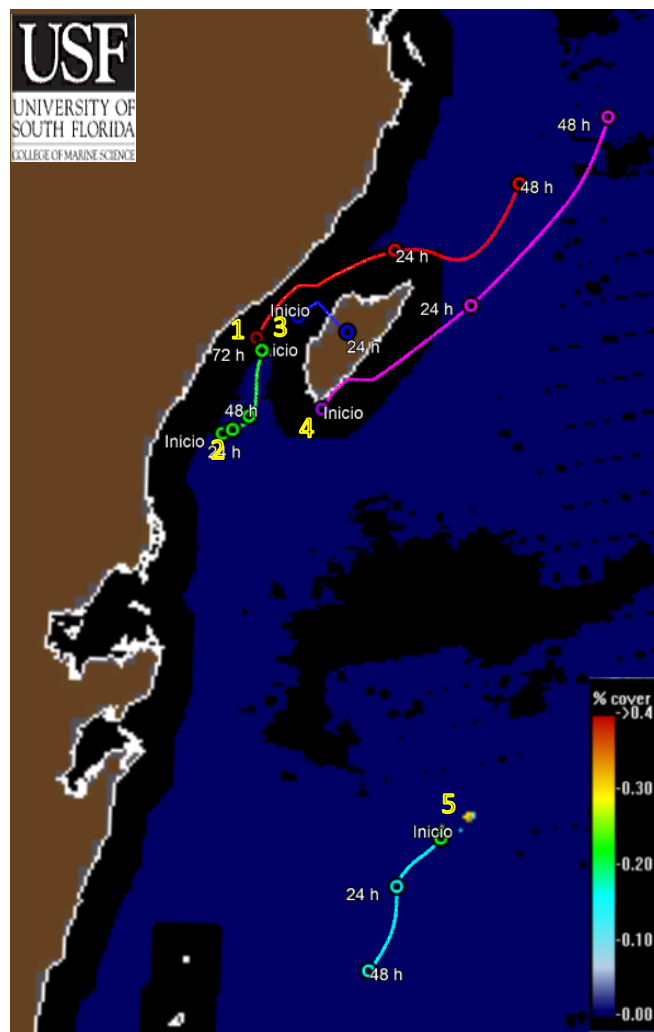 USF
UNIVERSITY OF
SOUTH FLORIDA
COLLEGE OF MARINE SCIENCE
48 h
48 h
24 h
24 h
Inicio
1
3
72 h
icio
24 h
Inicio
4
48 h
Inicio
2
24 h
% cover
->0.4
-0.30
5
Inicio
-0.20
24 h
-0.10
48 h
-0.00